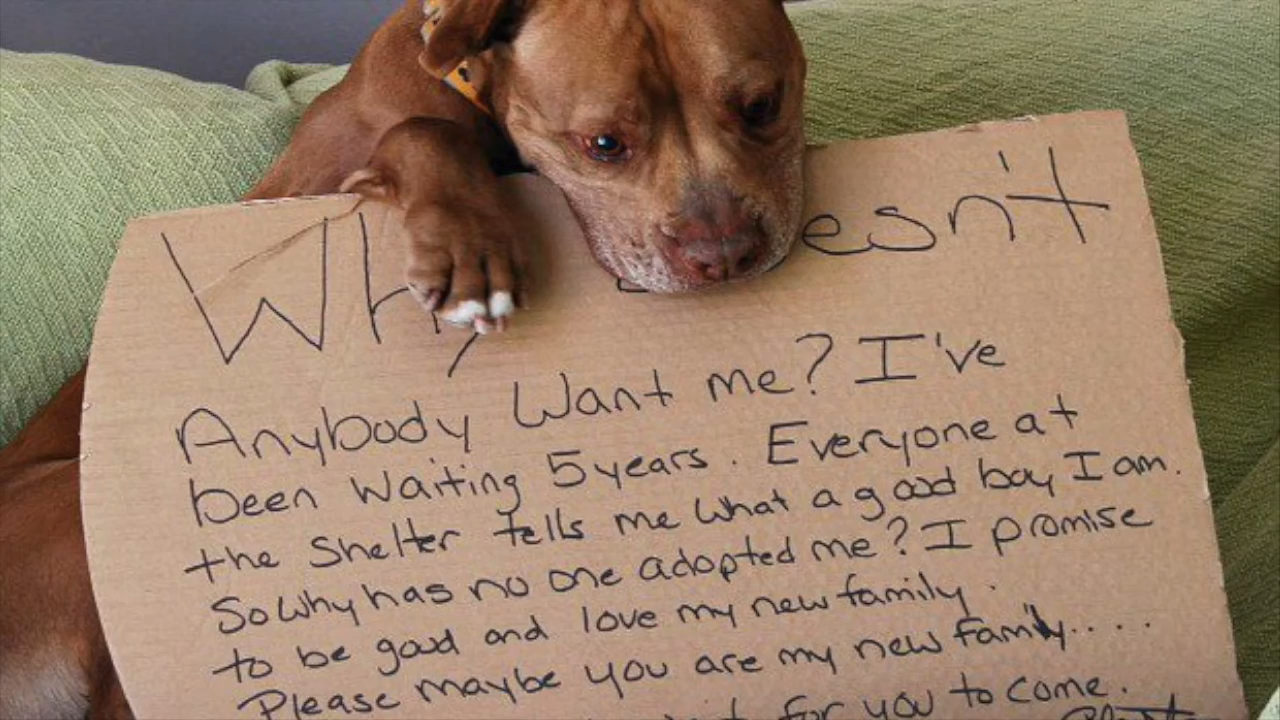 Why esn't
Anybody Want me? I've
been Waiting 5 years. Everyone at
the Shelter tells me What a good boy I am.
So Why has no one adopted me? I promise
to be good and love my new family.
Please maybe you are my new family....
for you to come.